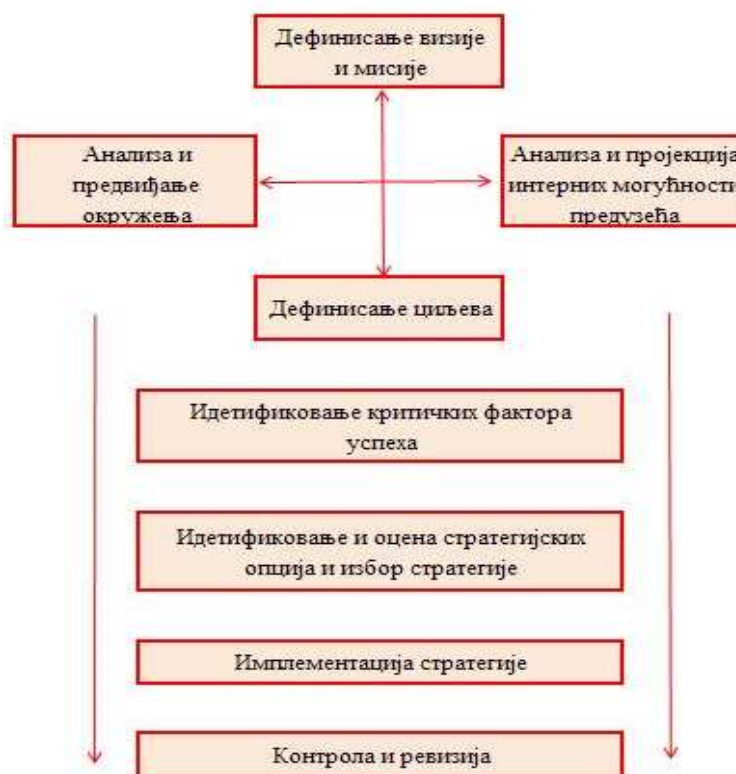 Дефинисање визије
и мисије
Анализа и
предвиђање
окружења
Анализа и пројекција
интерних могућности
предузећа
Дефинисање циљева
Идетификовање критичких фактора
успеха
Идетификовање и оцена стратегијских
опција и избор стратегије
Имплементација стратегије
Контрола и ревизија